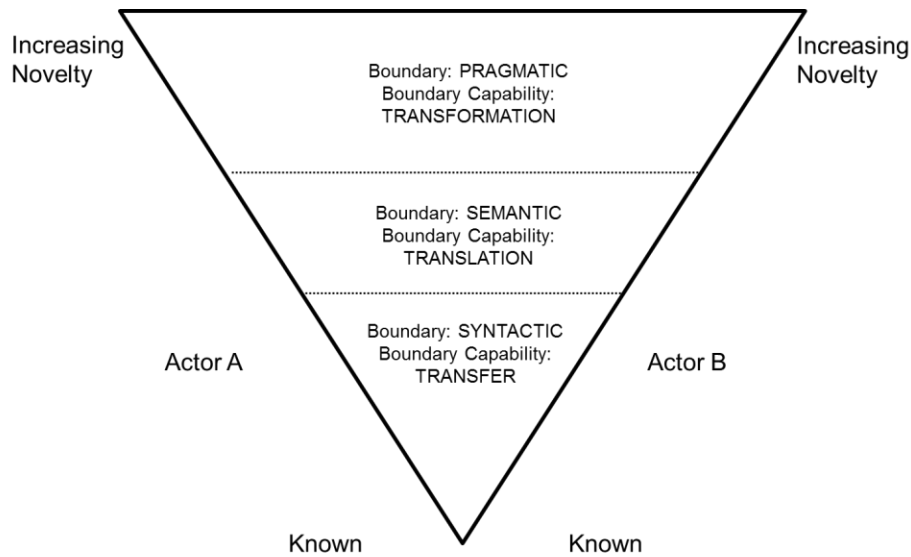 Increasing
Novelty
Increasing
Novelty
Boundary: PRAGMATIC
Boundary Capability:
TRANSFORMATION
Boundary: SEMANTIC
Boundary Capability:
TRANSLATION
Boundary: SYNTACTIC
Boundary Capability:
TRANSFER
Actor A
Actor B
Known
Known